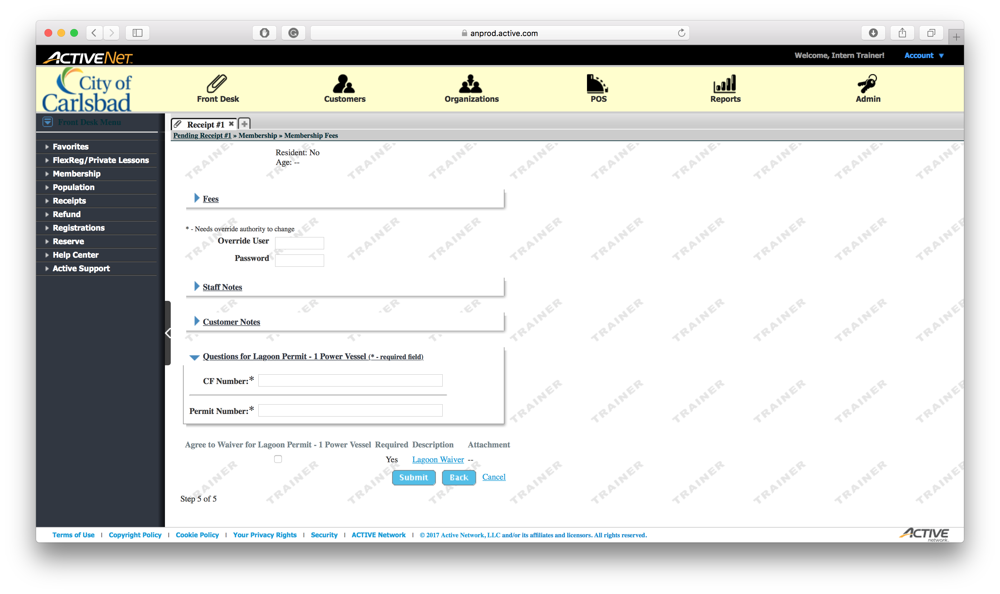 anprod.active.com
ACTIVENet
Welcome, Intern Trainer!
Account
City of
Carlsbad
Front Desk
Customers
Organizations
POS
Reports
Admin
Front Desk Menu
Favorites
FlexReg/Private Lessons
Membership
Population
Receipts
Refund
Registrations
Reserve
Help Center
Active Support
Receipt #1
Pending Receipt #1 » Membership » Membership Fees
Resident: No
Age: --
Fees
* - Needs override authority to change
Override User
Password
Staff Notes
Customer Notes
Questions for Lagoon Permit - 1 Power Vessel (* - required field)
CF Number:*
Permit Number:*
Agree to Waiver for Lagoon Permit - 1 Power Vessel Required Description Attachment
Yes Lagoon Waiver --
Submit Back Cancel
Step 5 of 5
TRAINER
Terms of Use | Copyright Policy | Cookie Policy | Your Privacy Rights | Security | ACTIVE Network | © 2017 Active Network, LLC and/or its affiliates and licensors. All rights reserved.
ACTIVE
network